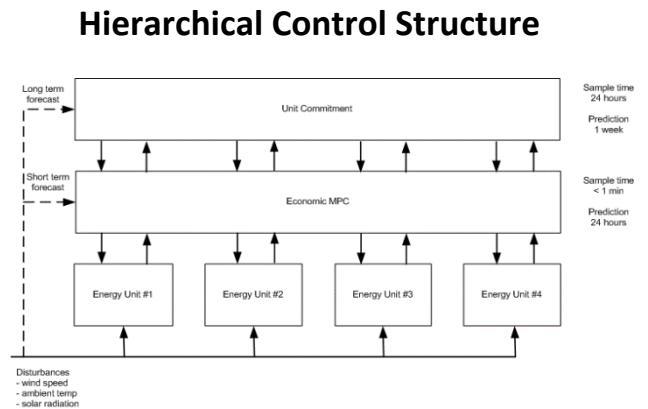 Hierarchical Control Structure
Long term
forecast
Unit Commitment
Sample time
24 hours
Prediction
1 week
Short term
forecast
Economic MPC
Sample time
< 1 min
Prediction
24 hours
Energy Unit #1
Energy Unit #2
Energy Unit #3
Energy Unit #4
Disturbances
- wind speed
- ambient temp
- solar radiation